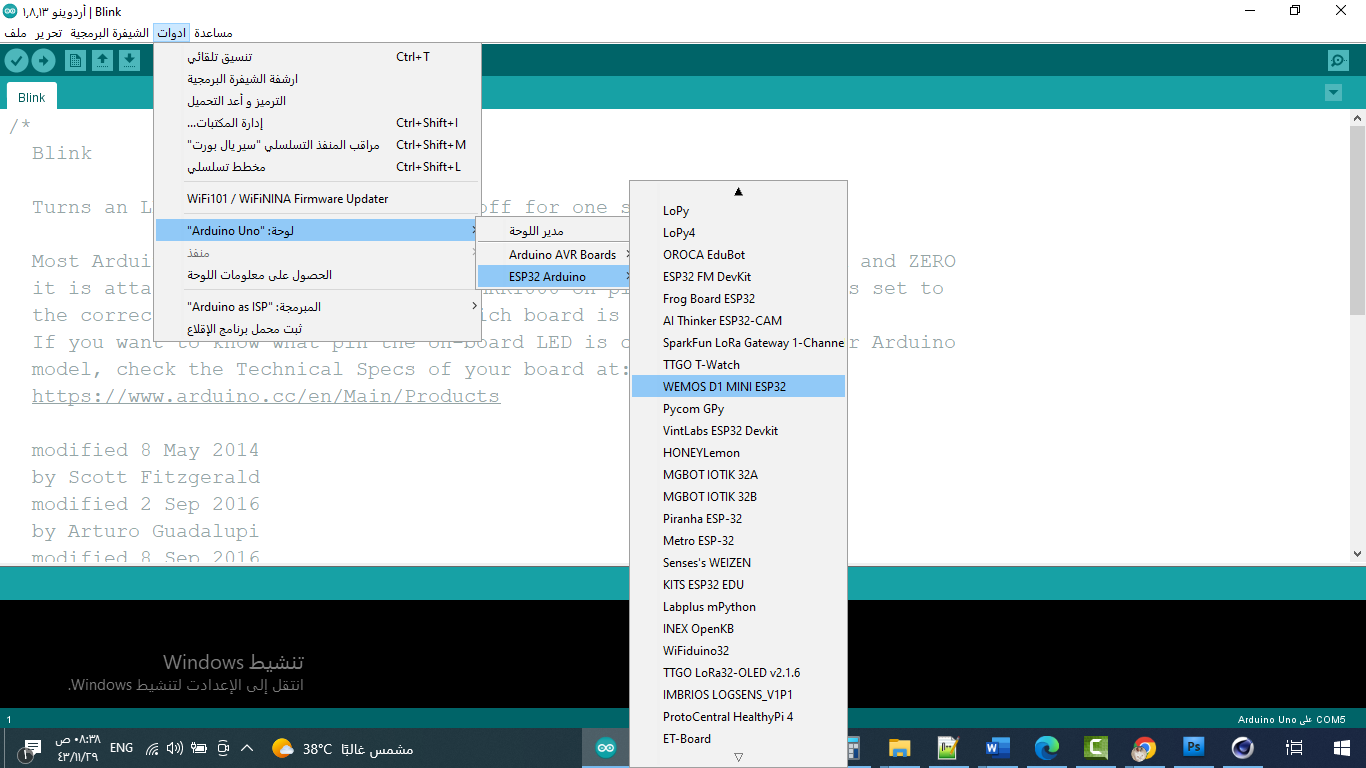 Blink | أردوينو ١,٨,١٣
ملف تحرير الشيفرة البرمجية أدوات مساعدة
Blink
تنسيق تلقائي Ctrl+T
ارشفة الشيفرة البرمجية
الترميز و أعد التحميل
إدارة المكتبات... Ctrl+Shift+I
مراقب المنفذ التسلسلي "سيريال بورت" Ctrl+Shift+M
مخطط تسلسلي Ctrl+Shift+L
WiFi101 / WiFiNINA Firmware Updater
لوحة: "Arduino Uno"
منفذ
الحصول على معلومات اللوحة
المبرمجة: "Arduino as ISP"
ثبت محمل برنامج الإقلاع
مدير اللوحة
Arduino AVR Boards
ESP32 Arduino
LoPy
LoPy4
OROCA EduBot
ESP32 FM DevKit
Frog Board ESP32
AI Thinker ESP32-CAM
SparkFun LoRa Gateway 1-Channe
TTGO T-Watch
WEMOS D1 MINI ESP32
Pycom GPy
VintLabs ESP32 Devkit
HONEYLemon
MGBOT IOTIK 32A
MGBOT IOTIK 32B
Piranha ESP-32
Metro ESP-32
Senses's WEIZEN
KITS ESP32 EDU
Labplus mPython
INEX OpenKB
WiFiduino32
TTGO LoRa32-OLED v2.1.6
IMBRIOS LOGSENS_V1P1
ProtoCentral HealthyPi 4
ET-Board
/*
Blink
Turns an L off for one s
Most Ardui and ZERO
it is atta s set to
the correc ich board is
If you want to know what pin the on-board LED is c r Arduino
model, check the Technical Specs of your board at:
https://www.arduino.cc/en/Main/Products
modified 8 May 2014
by Scott Fitzgerald
modified 2 Sep 2016
by Arturo Guadalupi
modified 8 Sep 2016
تنشيط Windows
انتقل إلى الإعدادت لتنشيط Windows.
1
Arduino Uno على COM5
٠٨:٣٨ ص
٤٣/١١/٢٩
ENG
38°C مشمس غالبًا